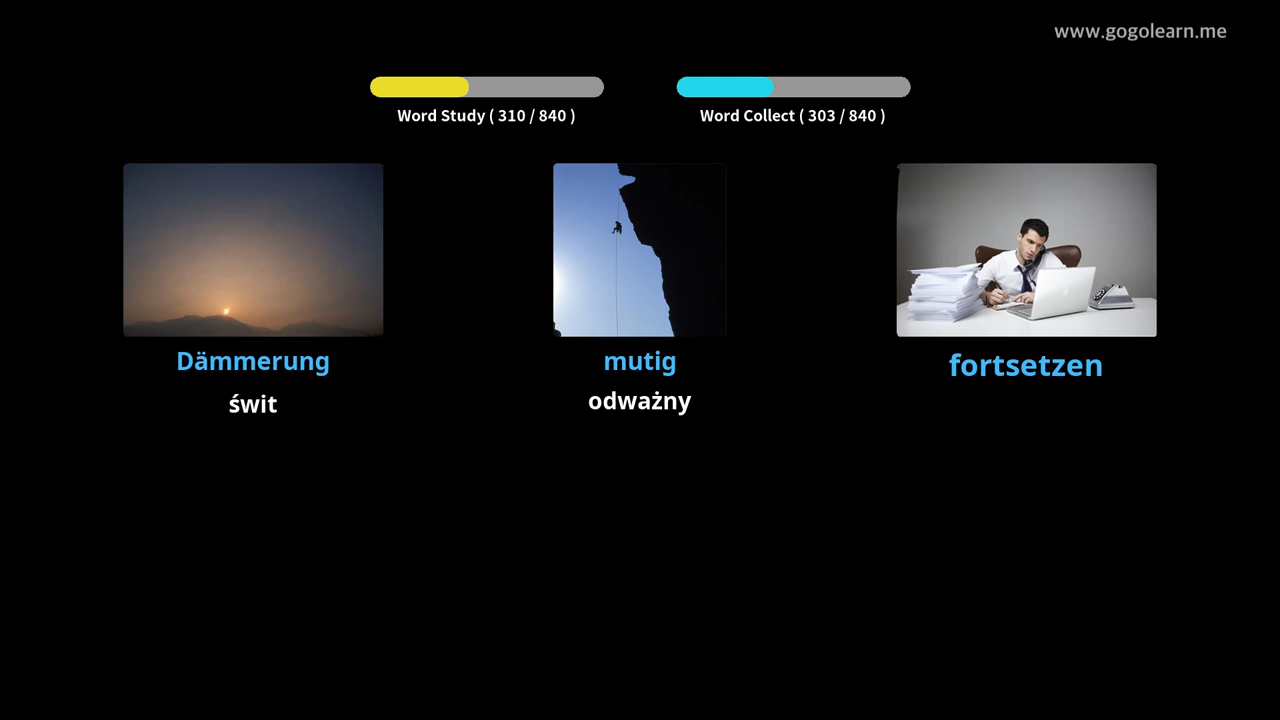 www.gogolearn.me
Word Study ( 310 / 840 )
Word Collect ( 303 / 840 )
Dämmerung
świt
mutig
odważny
fortsetzen